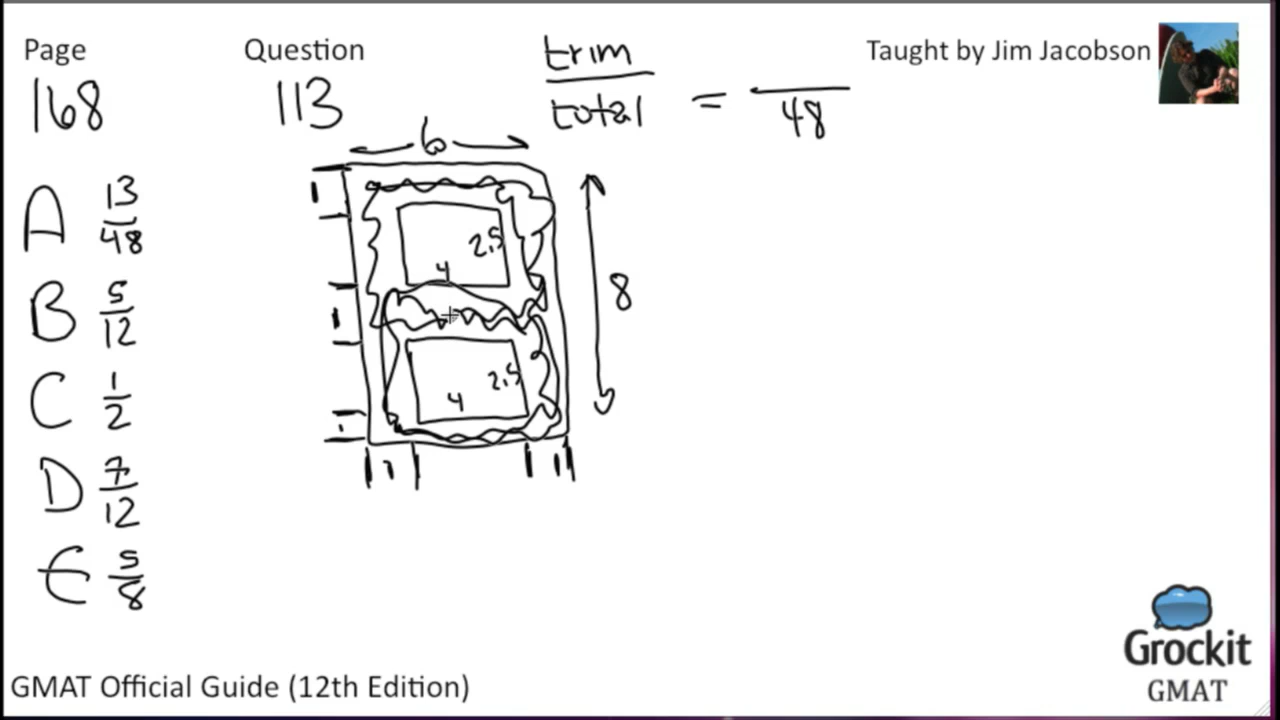 Page Question trim/total = /48 Taught by Jim Jacobson
168 113
6
A 13/48
B 5/12
C 1/2
D 7/12
E 5/8
1
2,5
4
8
1
2,5
4
1
1 1
Grockit
GMAT
GMAT Official Guide (12th Edition)